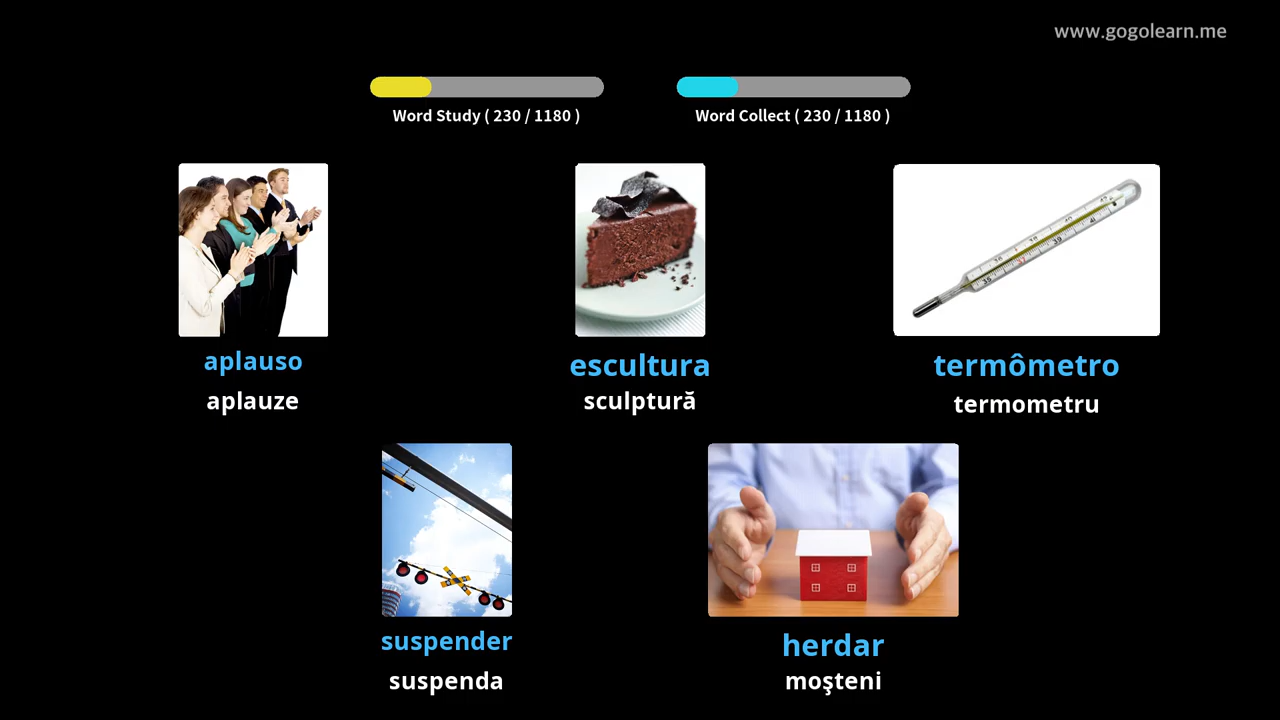 www.gogolearn.me
Word Study ( 230 / 1180 )
Word Collect ( 230 / 1180 )
aplauso
aplauze
escultura
sculptură
termômetro
termometru
suspender
suspenda
herdar
moşteni